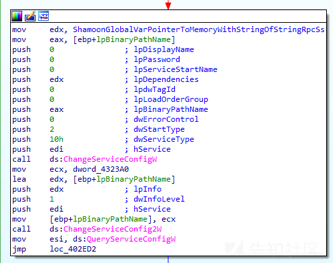 mov edx, ShamoonGlobalVarPointerToMemoryWithStringOfStringRpcSs
mov eax, [ebp+lpBinaryPathName]
push 0 ; lpDisplayName
push 0 ; lpPassword
push 0 ; lpServiceStartName
push edx ; lpDependencies
push 0 ; lpdwTagId
push 0 ; lpLoadOrderGroup
push eax ; lpBinaryPathName
push 0 ; dwErrorControl
push 2 ; dwStartType
push 10h ; dwServiceType
push edi ; hService
call ds:ChangeServiceConfigW
mov ecx, dword_4323A0
lea edx, [ebp+lpBinaryPathName]
push edx ; lpInfo
push 1 ; dwInfoLevel
push edi ; hService
mov [ebp+lpBinaryPathName], ecx
call ds:ChangeServiceConfig2W
mov esi, ds:QueryServiceConfigW
jmp loc_402ED2